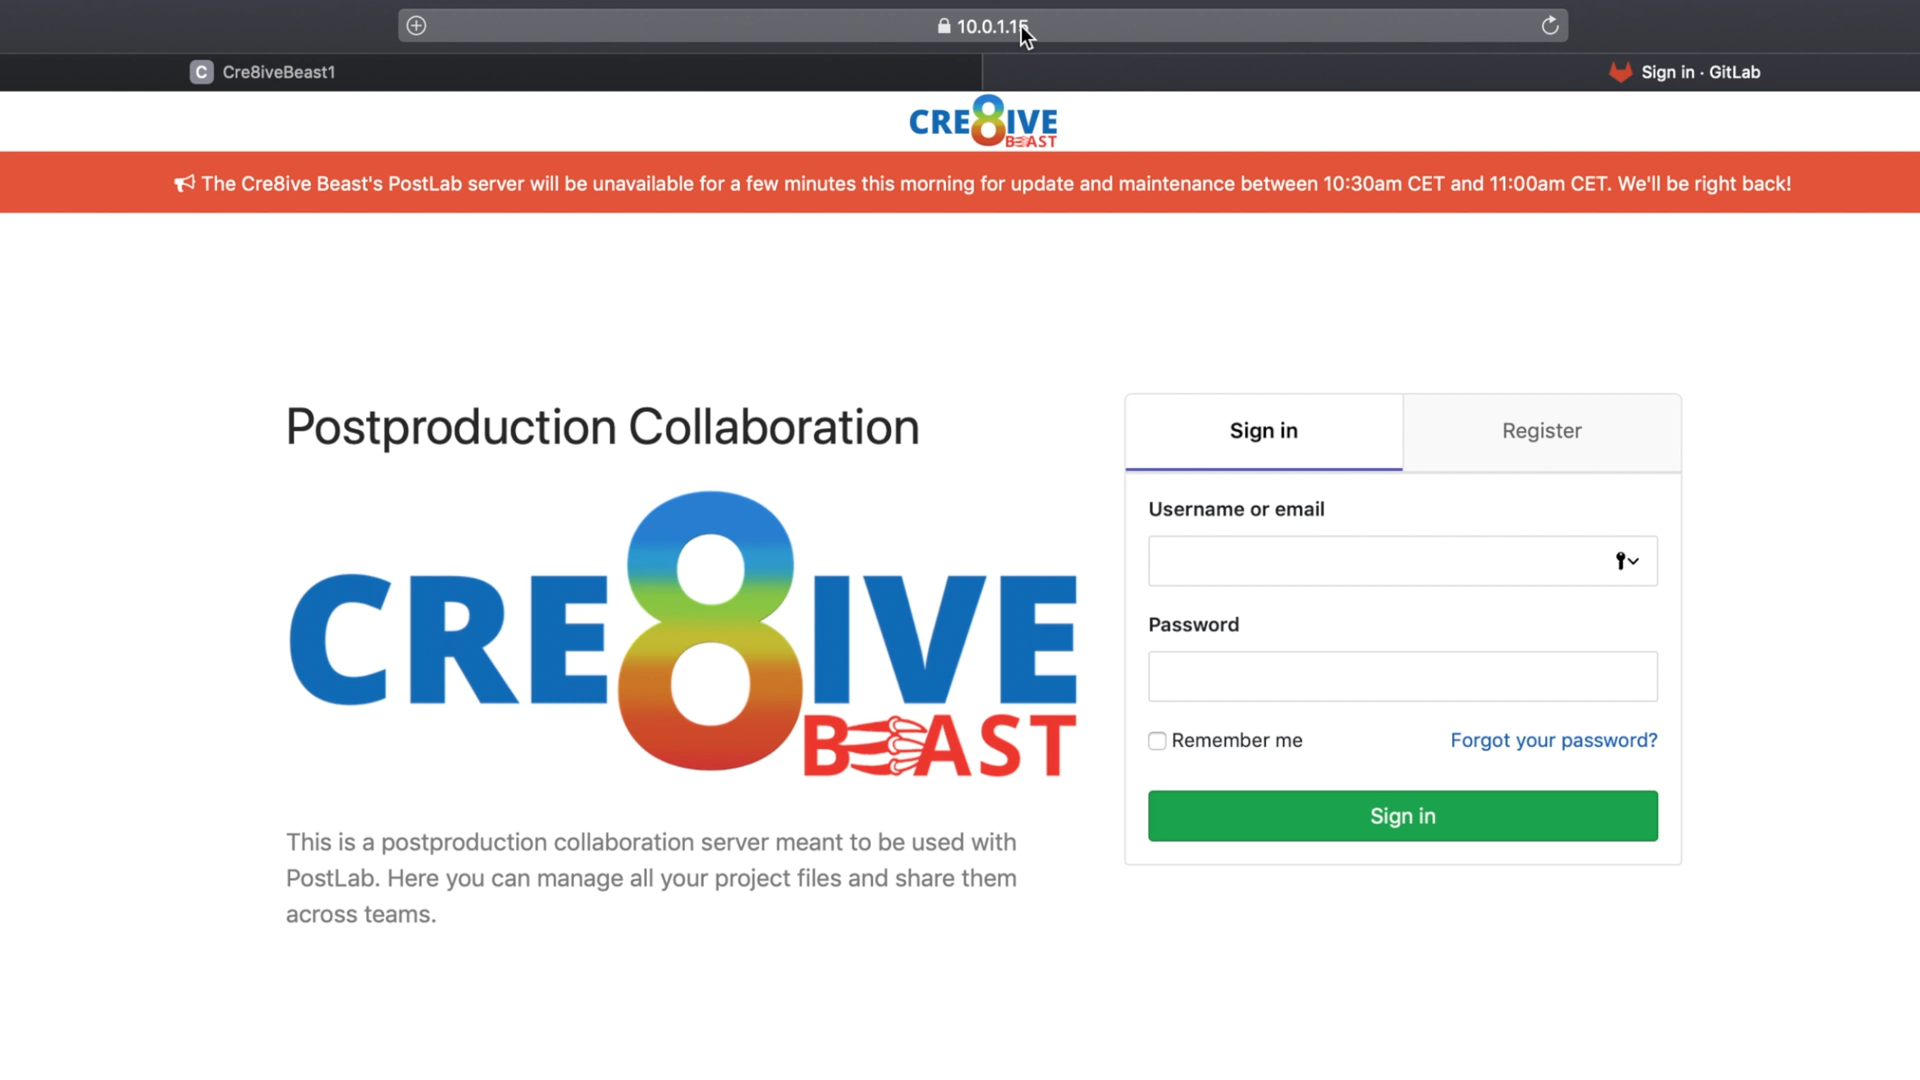 10.0.1.15
C Cre8iveBeast1
Sign in · GitLab
CRE8IVE
BEAST
The Cre8ive Beast's PostLab server will be unavailable for a few minutes this morning for update and maintenance between 10:30am CET and 11:00am CET. We'll be right back!
Postproduction Collaboration
CRE8IVE
BEAST
This is a postproduction collaboration server meant to be used with
PostLab. Here you can manage all your project files and share them
across teams.
Sign in
Register
Username or email
Password
Remember me
Forgot your password?
Sign in